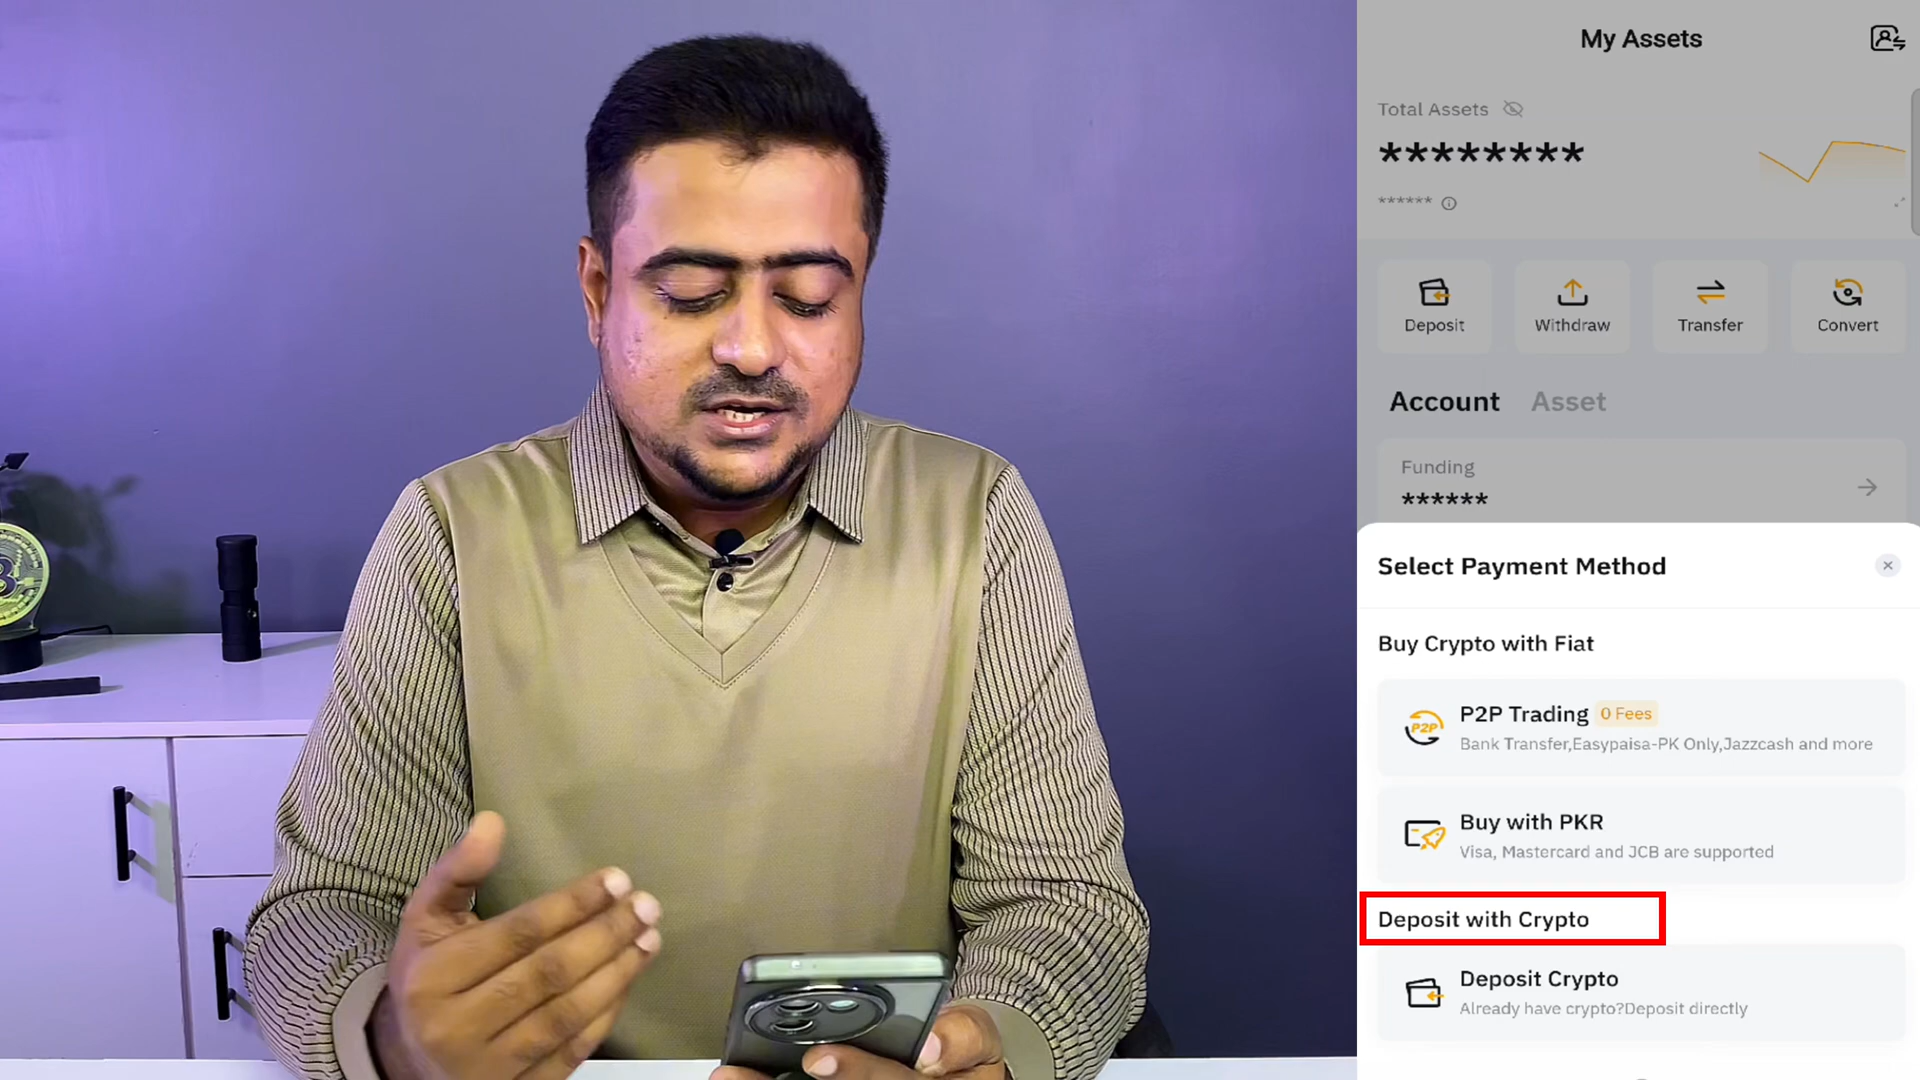 My Assets
Total Assets
********
******
Deposit
Withdraw
Transfer
Convert
Account
Asset
Funding
******
Select Payment Method
Buy Crypto with Fiat
P2P
P2P Trading
0 Fees
Bank Transfer,Easypaisa-PK Only,Jazzcash and more
Buy with PKR
Visa, Mastercard and JCB are supported
Deposit with Crypto
Deposit Crypto
Already have crypto?Deposit directly